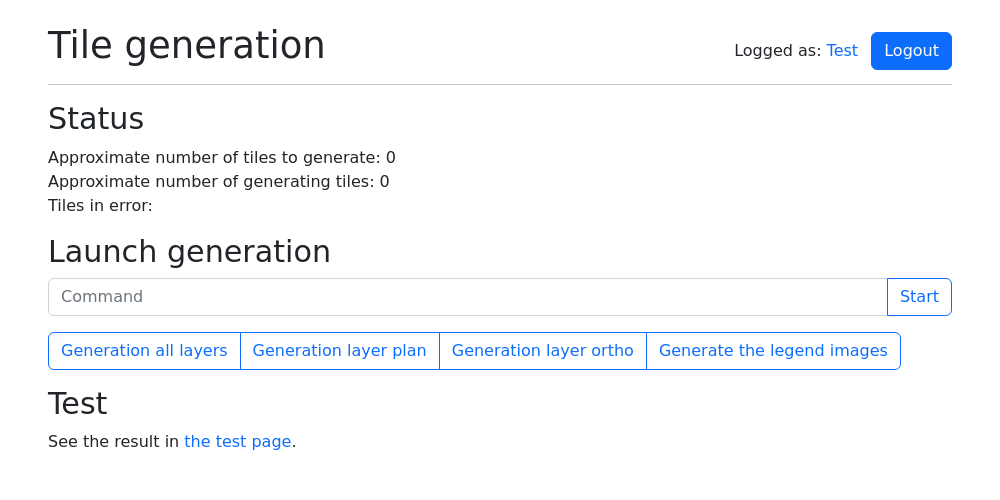 Tile generation
Logged as: Test Logout
Status
Approximate number of tiles to generate: 0
Approximate number of generating tiles: 0
Tiles in error:
Launch generation
Command Start
Generation all layers Generation layer plan Generation layer ortho Generate the legend images
Test
See the result in the test page.